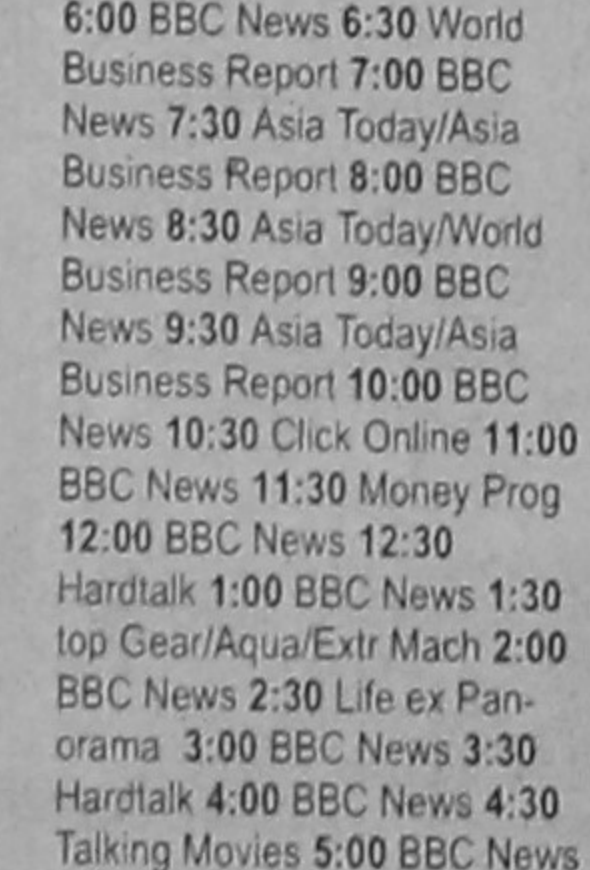 6:00 BBC News 6:30 World
Business Report 7:00 BBC
News 7:30 Asia Today/Asia
Business Report 8:00 BBC
News 8:30 Asia Today/World
Business Report 9:00 BBC
News 9:30 Asia Today/Asia
Business Report 10:00 BBC
News 10:30 Click Online 11:00
BBC News 11:30 Money Prog
12:00 BBC News 12:30
Hardtalk 1:00 BBC News 1:30
top Gear/Aqua/Extr Mach 2:00
BBC News 2:30 Life ex Pan-
orama 3:00 BBC News 3:30
Hardtalk 4:00 BBC News 4:30
Talking Movies 5:00 BBC News